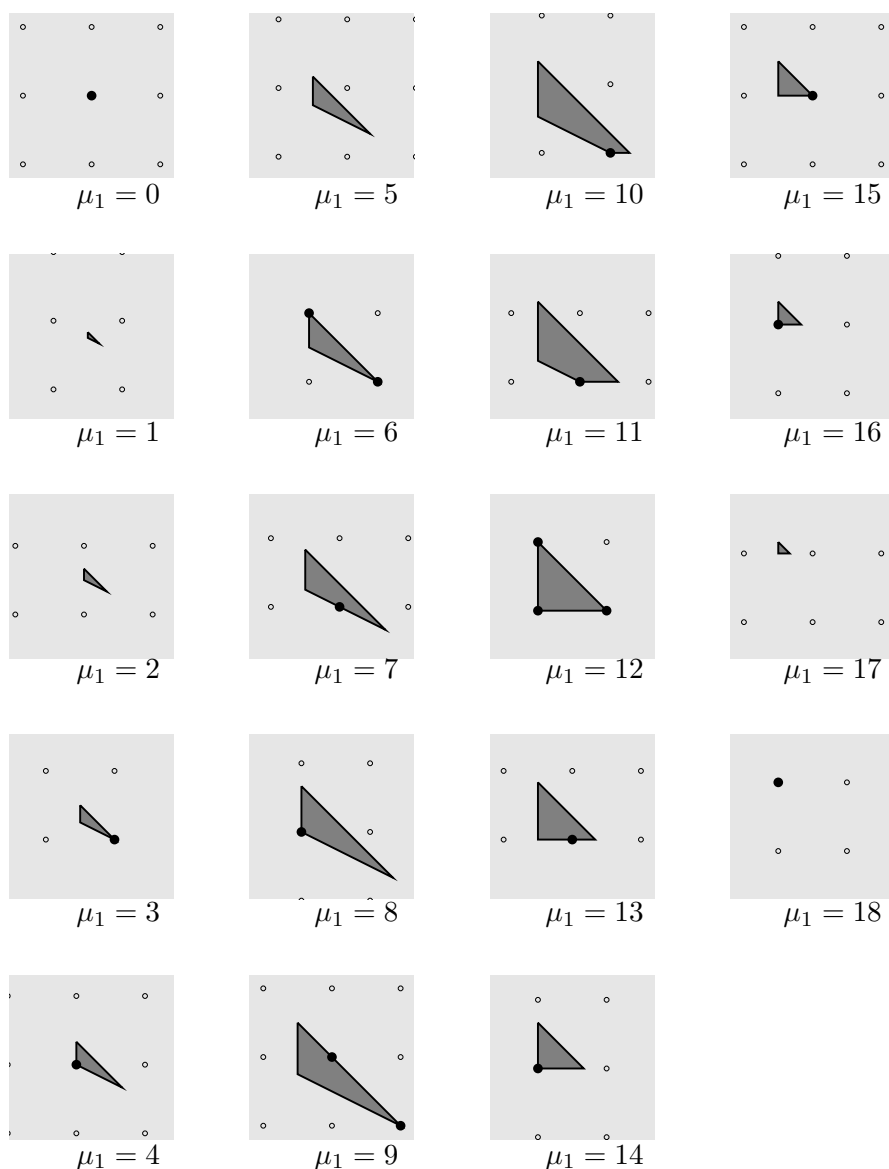 μ₁ = 0
μ₁ = 5
μ₁ = 10
μ₁ = 15
μ₁ = 1
μ₁ = 6
μ₁ = 11
μ₁ = 16
μ₁ = 2
μ₁ = 7
μ₁ = 12
μ₁ = 17
μ₁ = 3
μ₁ = 8
μ₁ = 13
μ₁ = 18
μ₁ = 4
μ₁ = 9
μ₁ = 14